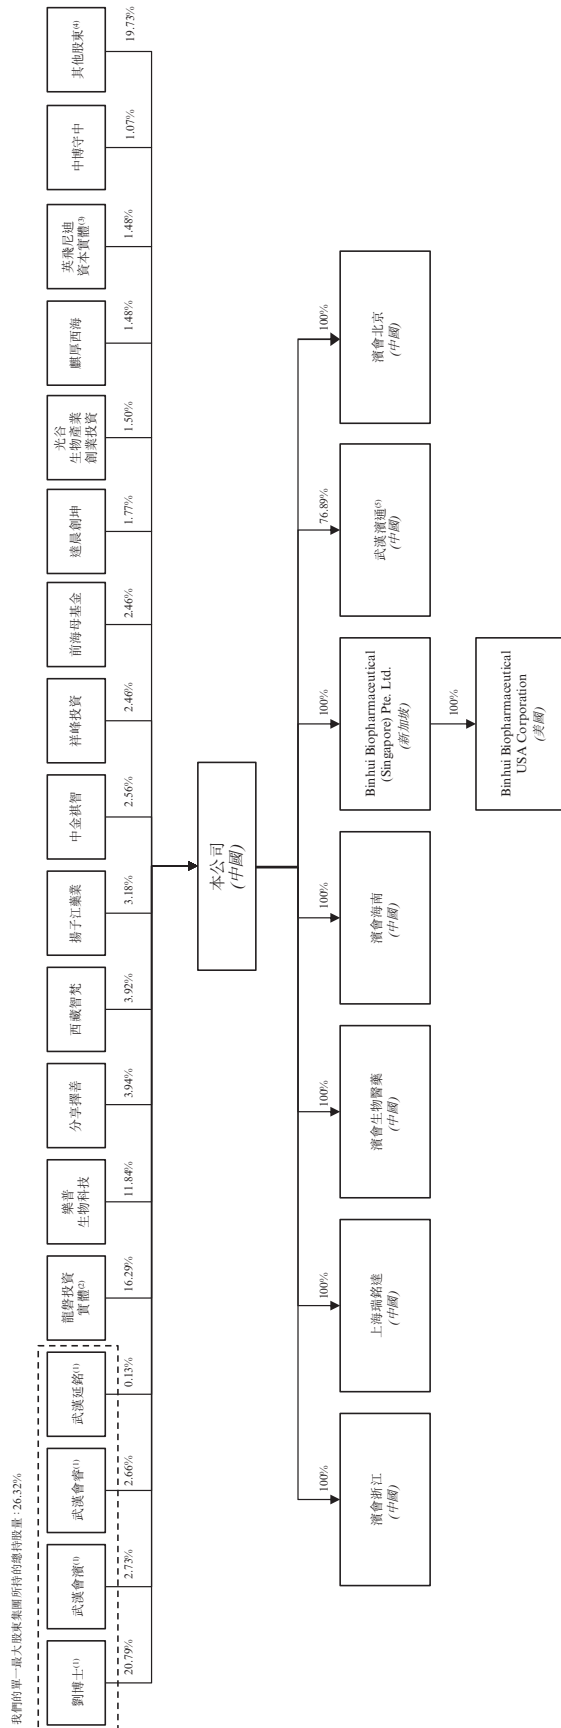 我們的單一最大股東集團所持的總持股量：26.32%
劉博士(1)
20.79%
武漢會濱(1)
2.73%
武漢會睿(1)
2.66%
武漢延銘(1)
0.13%
龍磐投資
實體(2)
16.29%
樂普
生物科技
11.84%
分享擇善
3.94%
西藏智梵
3.92%
揚子江藥業
3.18%
中金祺智
2.56%
祥峰投資
2.46%
前海母基金
2.46%
達晨創坤
1.77%
光谷
生物產業
創業投資
1.50%
麒厚西海
1.48%
英飛尼迪
資本實體(3)
1.48%
中博守中
1.07%
其他股東(4)
19.73%
本公司
(中國)
100%
濱會浙江
(中國)
100%
上海瑞銘達
(中國)
100%
濱會生物醫藥
(中國)
100%
濱會海南
(中國)
100%
Binhui Biopharmaceutical
(Singapore) Pte. Ltd.
(新加坡)
76.89%
武漢濱通(5)
(中國)
100%
濱會北京
(中國)
100%
Binhui Biopharmaceutical
USA Corporation
(美國)